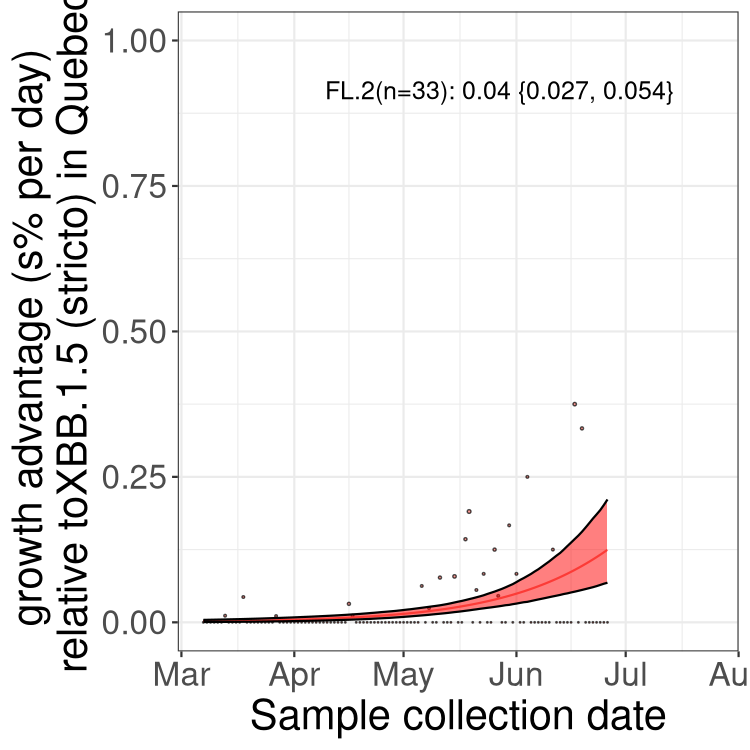 growth advantage (s% per day)
relative toXBB.1.5 (stricto) in Quebec
1.00
0.75
0.50
0.25
0.00
FL.2(n=33): 0.04 {0.027, 0.054}
Mar Apr May Jun Jul Au
Sample collection date